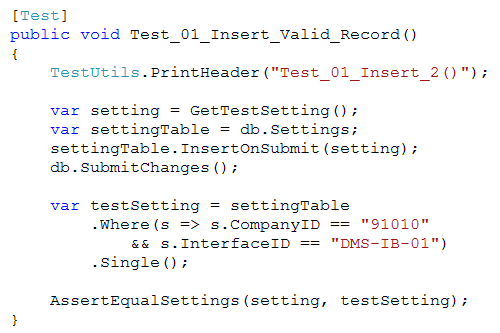 [Test]
public void Test_01_Insert_Valid_Record()
{
    TestUtils.PrintHeader("Test_01_Insert_2()");

    var setting = GetTestSetting();
    var settingTable = db.Settings;
    settingTable.InsertOnSubmit(setting);
    db.SubmitChanges();

    var testSetting = settingTable
        .Where(s => s.CompanyID == "91010"
            && s.InterfaceID == "DMS-IB-01")
        .Single();

    AssertEqualSettings(setting, testSetting);
}